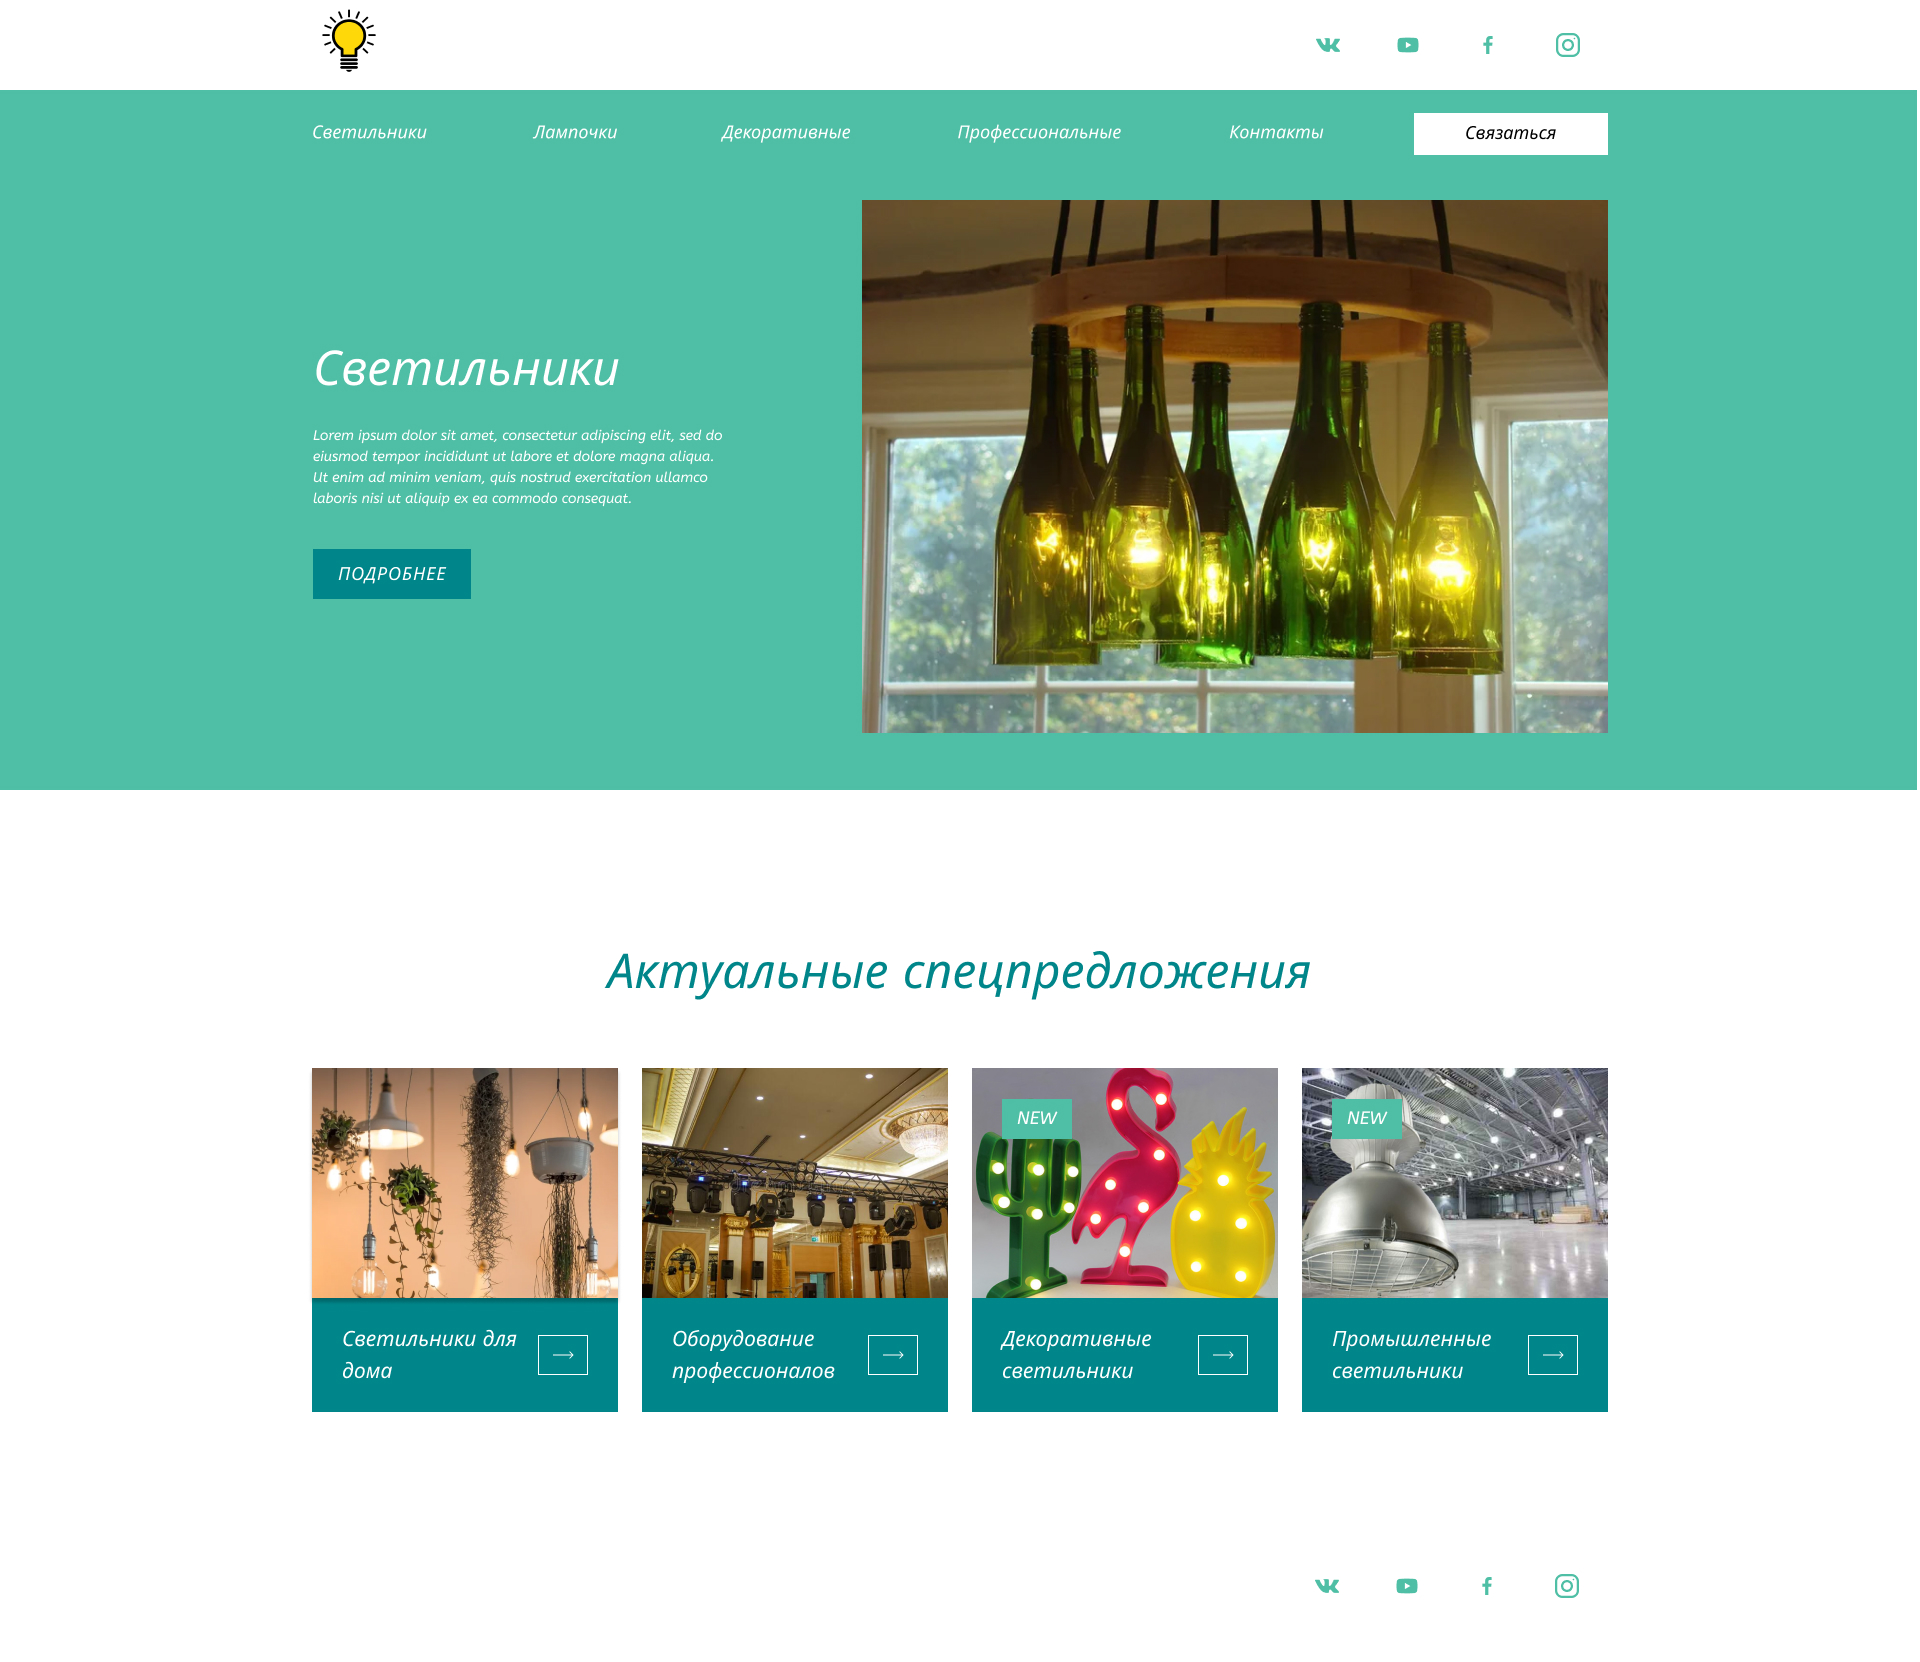 Светильники
Лампочки
Декоративные
Профессиональные
Контакты
Связаться
Светильники
Lorem ipsum dolor sit amet, consectetur adipiscing elit, sed do
eiusmod tempor incididunt ut labore et dolore magna aliqua.
Ut enim ad minim veniam, quis nostrud exercitation ullamco
laboris nisi ut aliquip ex ea commodo consequat.
ПОДРОБНЕЕ
Актуальные спецпредложения
Светильники для
дома
Оборудование
профессионалов
NEW
Декоративные
светильники
NEW
Промышленные
светильники